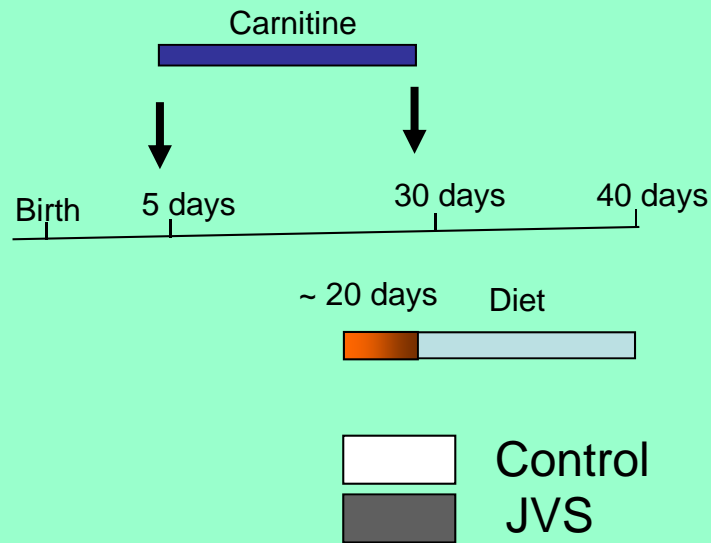 Carnitine
Birth
5 days
30 days
40 days
~ 20 days
Diet
Control
JVS